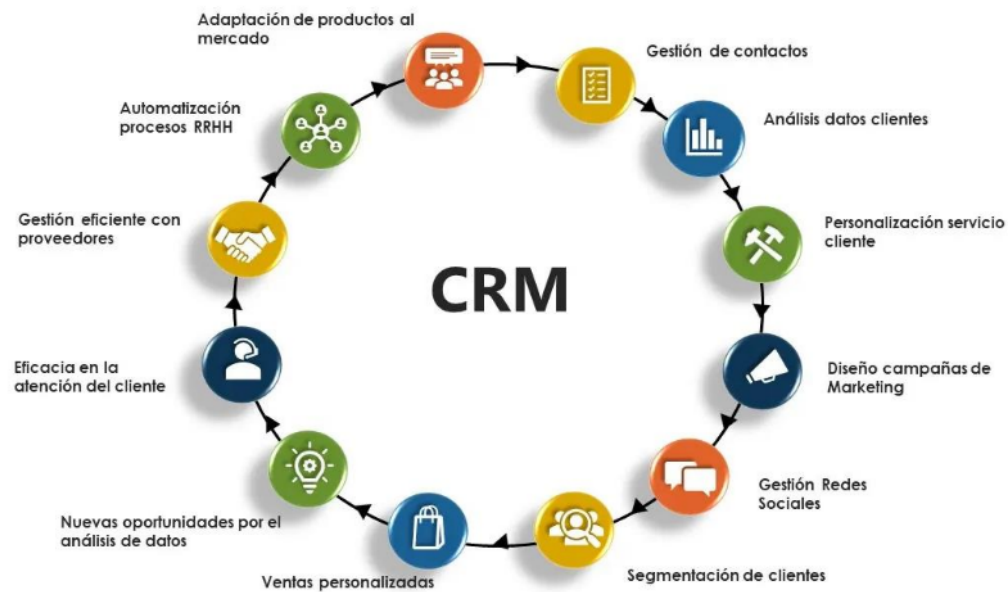 Adaptación de productos al
mercado
Gestión de contactos
Análisis datos clientes
Personalización servicio
cliente
Diseño campañas de
Marketing
Gestión Redes
Sociales
Segmentación de clientes
Ventas personalizadas
Nuevas oportunidades por el
análisis de datos
Eficacia en la
atención del cliente
Gestión eficiente con
proveedores
Automatización
procesos RRHH
CRM